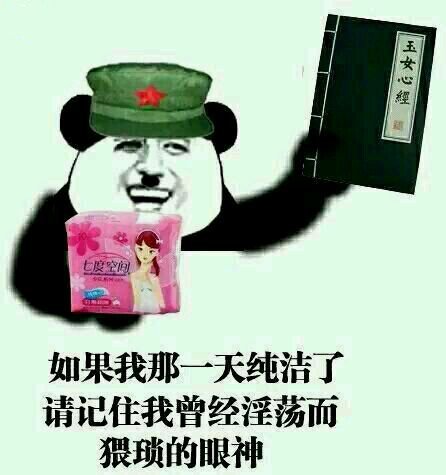 玉女心經
七度空间
如果我那一天纯洁了
请记住我曾经淫荡而
猥琐的眼神